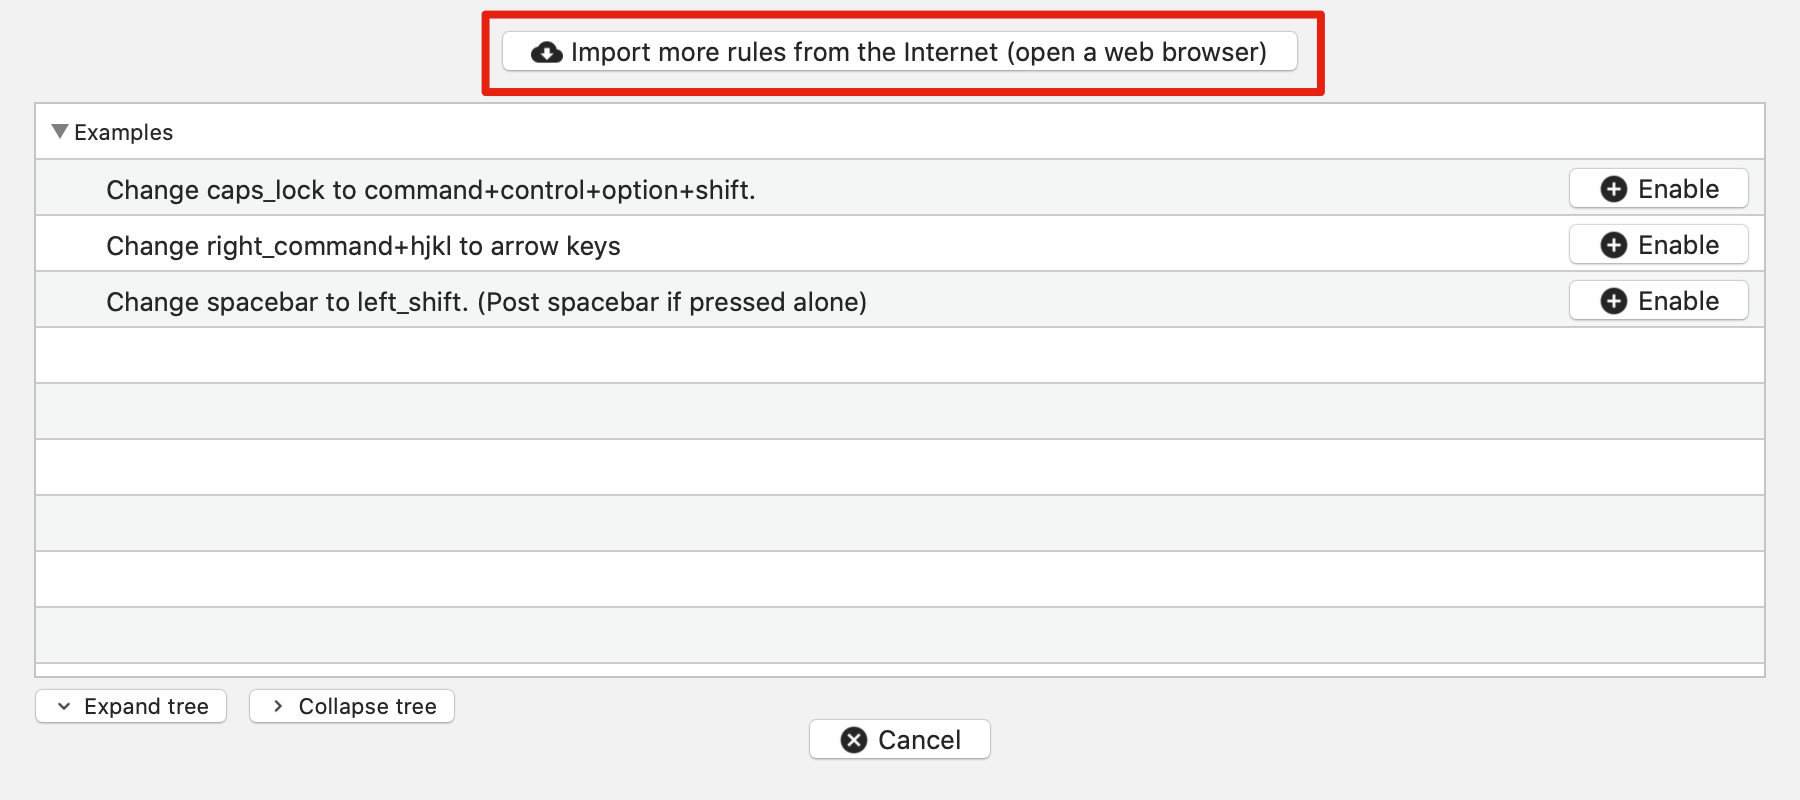 Import more rules from the Internet (open a web browser)
Examples
Change caps_lock to command+control+option+shift.
Enable
Change right_command+hjkl to arrow keys
Enable
Change spacebar to left_shift. (Post spacebar if pressed alone)
Enable
Expand tree
Collapse tree
Cancel